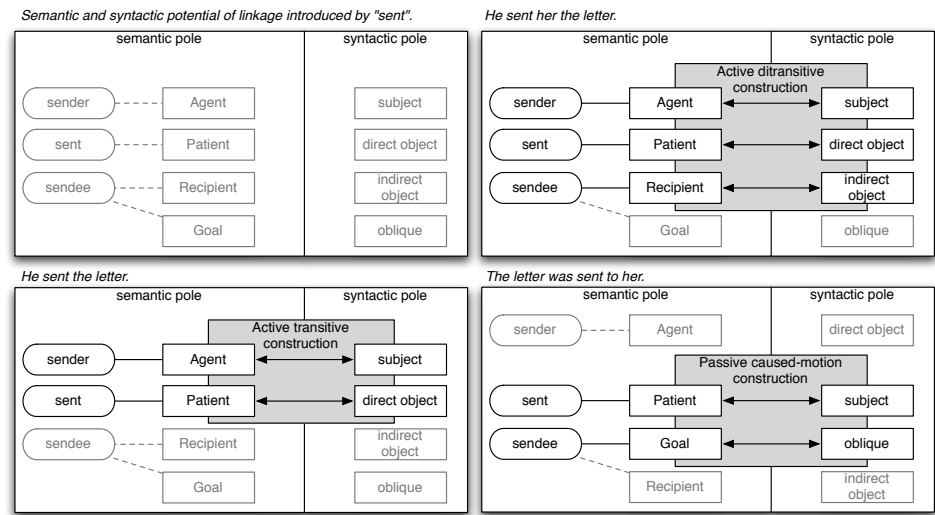 Semantic and syntactic potential of linkage introduced by "sent".
semantic pole
syntactic pole
sender
Agent
subject
sent
Patient
direct object
sendee
Recipient
indirect
object
Goal
oblique
He sent her the letter.
semantic pole
syntactic pole
Active ditransitive
construction
sender
Agent
subject
sent
Patient
direct object
sendee
Recipient
indirect
object
Goal
oblique
He sent the letter.
semantic pole
syntactic pole
Active transitive
construction
sender
Agent
subject
sent
Patient
direct object
sendee
Recipient
indirect
object
Goal
oblique
The letter was sent to her.
semantic pole
syntactic pole
sender
Agent
direct object
Passive caused-motion
construction
sent
Patient
subject
sendee
Goal
oblique
Recipient
indirect
object